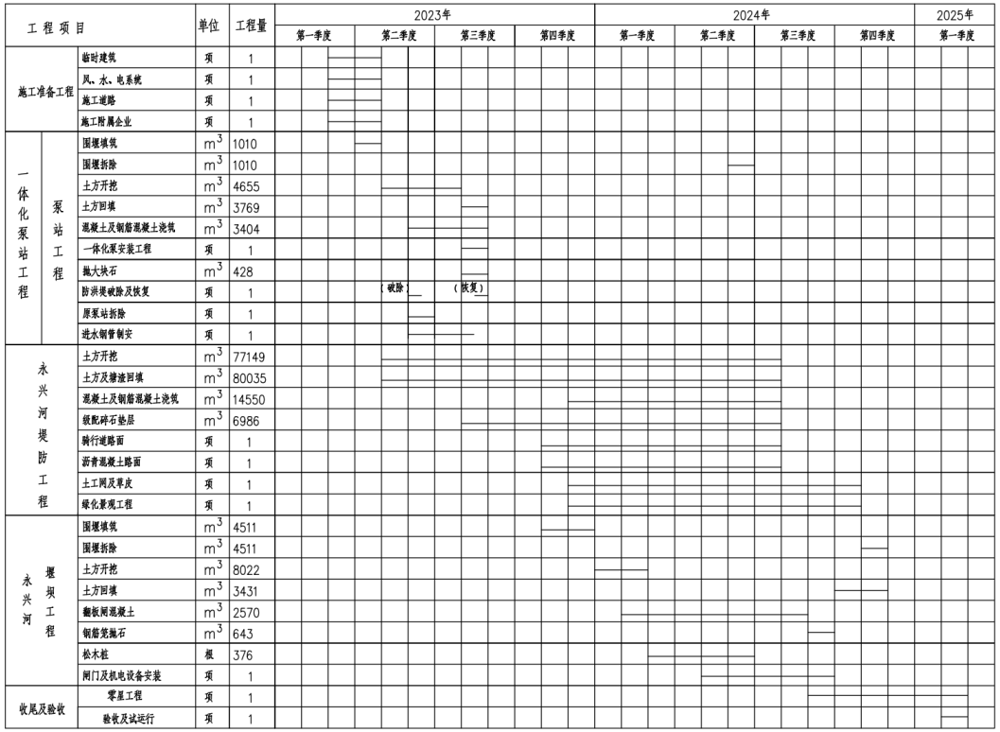 工程项目 单位 工程量 2023年 2024年 2025年
第一季度 第二季度 第三季度 第四季度 第一季度 第二季度 第三季度 第四季度 第一季度
施工准备工程
临时建筑 项 1
风、水、电系统 项 1
施工道路 项 1
施工附属企业 项 1
一体化泵站工程
泵站工程
围堰填筑 m³ 1010
围堰拆除 m³ 1010
土方开挖 m³ 4655
土方回填 m³ 3769
混凝土及钢筋混凝土浇筑 m³ 3404
一体化泵安装工程 项 1
抛大块石 m³ 428
防洪堤破除及恢复 项 1 (破除) (恢复)
原泵站拆除 项 1
进水钢管制安 项 1
永兴河堤防工程
土方开挖 m³ 77149
土方及塘渣回填 m³ 80035
混凝土及钢筋混凝土浇筑 m³ 14550
级配碎石垫层 m³ 6986
骑行道路面 项 1
沥青混凝土路面 项 1
土工网及草皮 项 1
绿化景观工程 项 1
永兴河
堰坝工程
围堰填筑 m³ 4511
围堰拆除 m³ 4511
土方开挖 m³ 8022
土方回填 m³ 3431
翻板闸混凝土 m³ 2570
钢筋笼抛石 m³ 643
松木桩 根 376
闸门及机电设备安装 项 1
收尾及验收
零星工程 项 1
验收及试运行 项 1